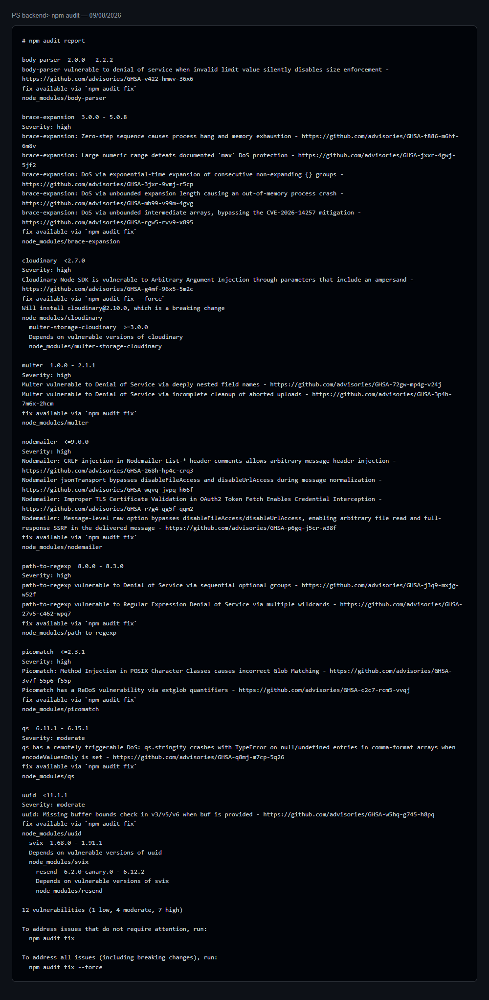 PS backend> npm audit — 09/08/2026
# npm audit report
body-parser  2.0.0 - 2.2.2
body-parser vulnerable to denial of service when invalid limit value silently disables size enforcement -
https://github.com/advisories/GHSA-v422-hmwv-36x6
fix available via `npm audit fix`
node_modules/body-parser
brace-expansion  3.0.0 - 5.0.8
Severity: high
brace-expansion: Zero-step sequence causes process hang and memory exhaustion - https://github.com/advisories/GHSA-f886-m6hf-
6m8v
brace-expansion: Large numeric range defeats documented `max` DoS protection - https://github.com/advisories/GHSA-jxxr-4gwj-
5jf2
brace-expansion: DoS via exponential-time expansion of consecutive non-expanding {} groups -
https://github.com/advisories/GHSA-3jxr-9vmj-r5cp
brace-expansion: DoS via unbounded expansion length causing an out-of-memory process crash -
https://github.com/advisories/GHSA-mh99-v99m-4gvg
brace-expansion: DoS via unbounded intermediate arrays, bypassing the CVE-2026-14257 mitigation -
https://github.com/advisories/GHSA-rgw5-rvv9-x895
fix available via `npm audit fix`
node_modules/brace-expansion
cloudinary  <2.7.0
Severity: high
Cloudinary Node SDK is vulnerable to Arbitrary Argument Injection through parameters that include an ampersand -
https://github.com/advisories/GHSA-g4mf-96x5-5m2c
fix available via `npm audit fix --force`
Will install cloudinary@2.10.0, which is a breaking change
node_modules/cloudinary
  multer-storage-cloudinary  >=3.0.0
  Depends on vulnerable versions of cloudinary
  node_modules/multer-storage-cloudinary
multer  1.0.0 - 2.1.1
Severity: high
Multer vulnerable to Denial of Service via deeply nested field names - https://github.com/advisories/GHSA-72gw-mp4g-v24j
Multer vulnerable to Denial of Service via incomplete cleanup of aborted uploads - https://github.com/advisories/GHSA-3p4h-
7m6x-2hcm
fix available via `npm audit fix`
node_modules/multer
nodemailer  <=9.0.0
Severity: high
Nodemailer: CRLF injection in Nodemailer List-* header comments allows arbitrary message header injection -
https://github.com/advisories/GHSA-268h-hp4c-crq3
Nodemailer jsonTransport bypasses disableFileAccess and disableUrlAccess during message normalization -
https://github.com/advisories/GHSA-wqvq-jvpq-h66f
Nodemailer: Improper TLS Certificate Validation in OAuth2 Token Fetch Enables Credential Interception -
https://github.com/advisories/GHSA-r7g4-qg5f-qqm2
Nodemailer: Message-level raw option bypasses disableFileAccess/disableUrlAccess, enabling arbitrary file read and full-
response SSRF in the delivered message - https://github.com/advisories/GHSA-p6gq-j5cr-w38f
fix available via `npm audit fix`
node_modules/nodemailer
path-to-regexp  8.0.0 - 8.3.0
Severity: high
path-to-regexp vulnerable to Denial of Service via sequential optional groups - https://github.com/advisories/GHSA-j3q9-mxjg-
w52f
path-to-regexp vulnerable to Regular Expression Denial of Service via multiple wildcards - https://github.com/advisories/GHSA-
27v5-c462-wpq7
fix available via `npm audit fix`
node_modules/path-to-regexp
picomatch  <=2.3.1
Severity: high
Picomatch: Method Injection in POSIX Character Classes causes incorrect Glob Matching - https://github.com/advisories/GHSA-
3v7f-55p6-f55p
Picomatch has a ReDoS vulnerability via extglob quantifiers - https://github.com/advisories/GHSA-c2c7-rcm5-vvqj
fix available via `npm audit fix`
node_modules/picomatch
qs  6.11.1 - 6.15.1
Severity: moderate
qs has a remotely triggerable DoS: qs.stringify crashes with TypeError on null/undefined entries in comma-format arrays when
encodeValuesOnly is set - https://github.com/advisories/GHSA-q8mj-m7cp-5q26
fix available via `npm audit fix`
node_modules/qs
uuid  <11.1.1
Severity: moderate
uuid: Missing buffer bounds check in v3/v5/v6 when buf is provided - https://github.com/advisories/GHSA-w5hq-g745-h8pq
fix available via `npm audit fix`
node_modules/uuid
  svix  1.68.0 - 1.91.1
  Depends on vulnerable versions of uuid
  node_modules/svix
    resend  6.2.0-canary.0 - 6.12.2
    Depends on vulnerable versions of svix
    node_modules/resend
12 vulnerabilities (1 low, 4 moderate, 7 high)
To address issues that do not require attention, run:
  npm audit fix
To address all issues (including breaking changes), run:
  npm audit fix --force